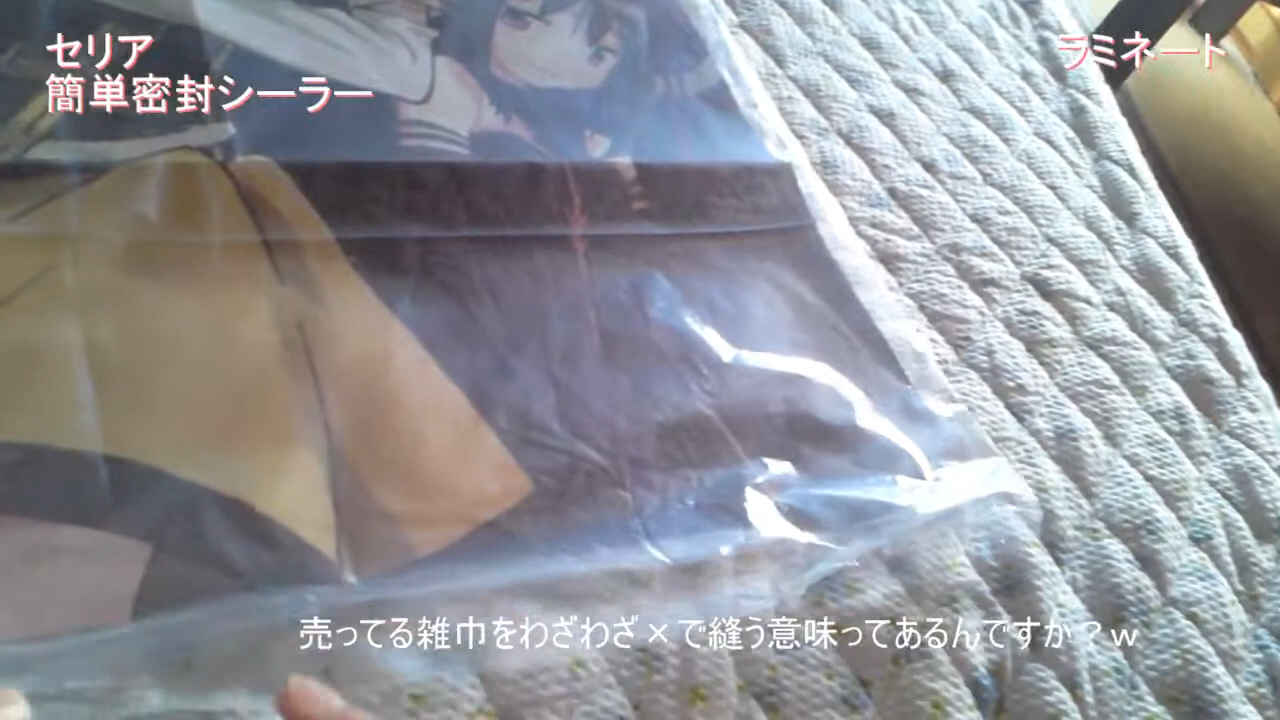 セリア
簡単密封シーラー
ラミネート
売ってる雑巾をわざわざ×で縫う意味ってあるんですか？w